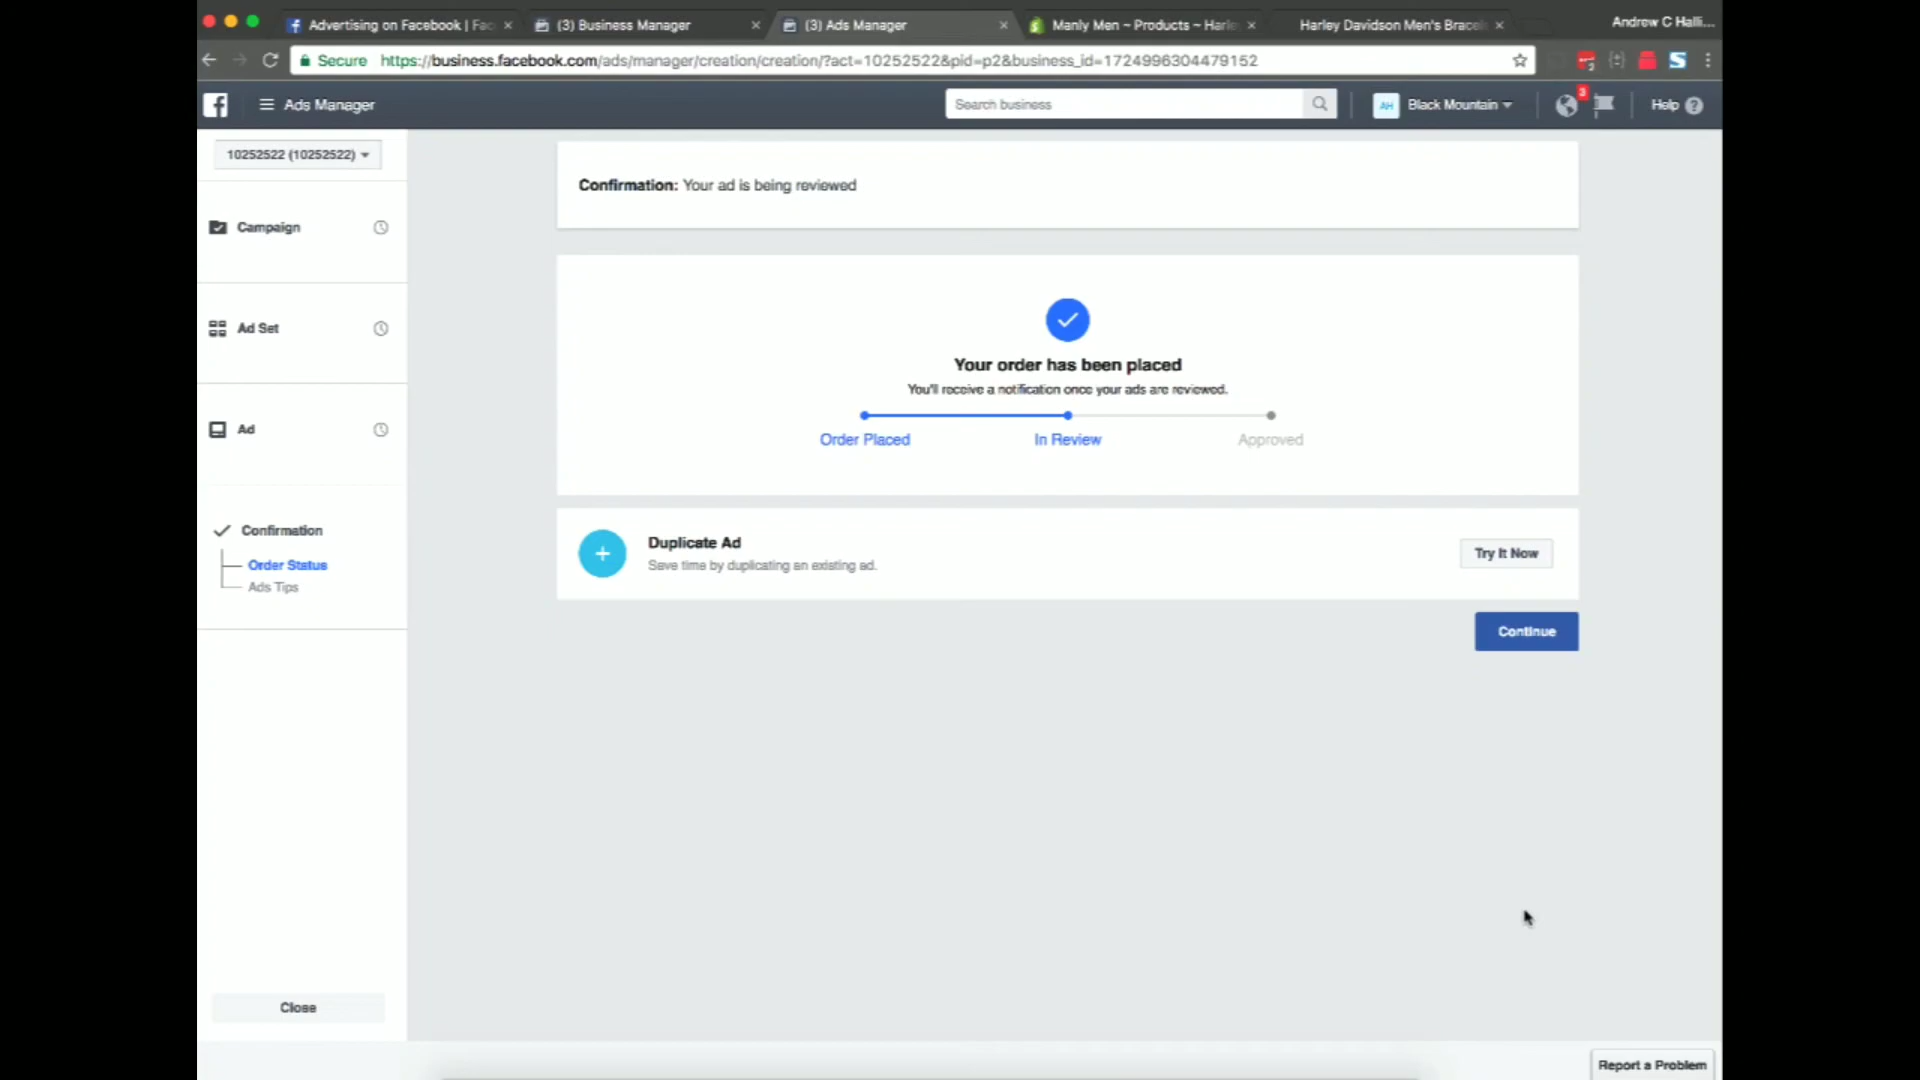 Advertising on Facebook | Fac
(3) Business Manager
(3) Ads Manager
Manly Men ~ Products ~ Harle
Harley Davidson Men's Bracel
Andrew C Halli...
Secure
https://business.facebook.com/ads/manager/creation/creation/?act=10252522&pid=p2&business_id=1724996304479152
Ads Manager
Search business
AH
Black Mountain
3
Help
10252522 (10252522)
Campaign
Ad Set
Ad
Confirmation
Order Status
Ads Tips
Close
Confirmation: Your ad is being reviewed
Your order has been placed
You'll receive a notification once your ads are reviewed.
Order Placed
In Review
Approved
Duplicate Ad
Save time by duplicating an existing ad.
Try It Now
Continue
Report a Problem